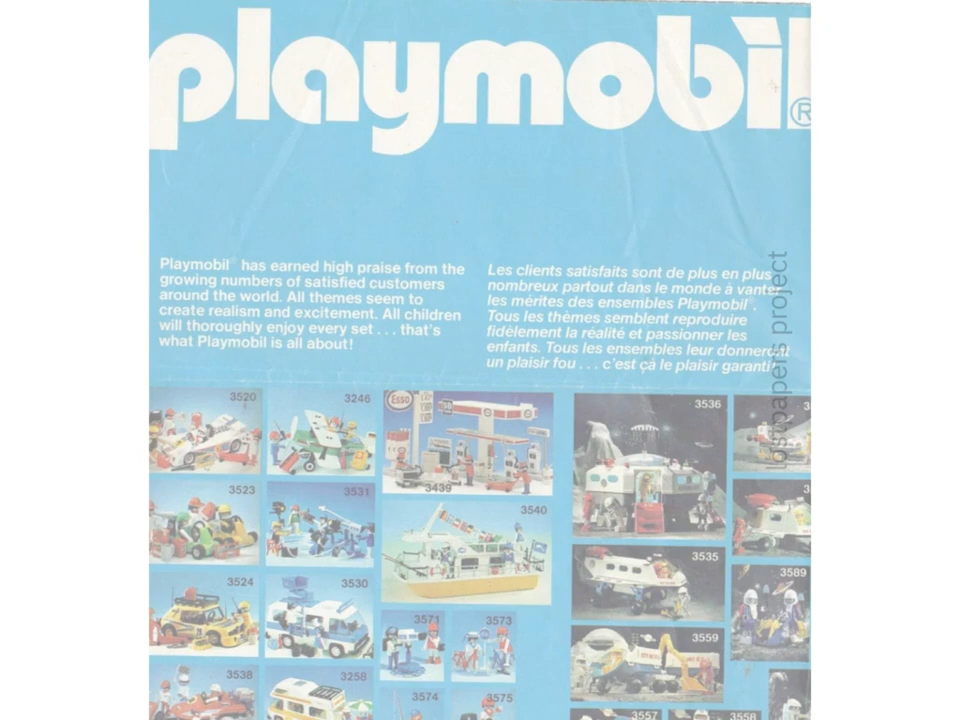 playmobil®
Playmobil® has earned high praise from the
growing numbers of satisfied customers
around the world. All themes seem to
create realism and excitement. All children
will thoroughly enjoy every set . . . that's
what Playmobil is all about!
Les clients satisfaits sont de plus en plus
nombreux partout dans le monde à vanter
les mérites des ensembles Playmobil®.
Tous les thèmes semblent reproduire
fidèlement la réalité et passionner les
enfants. Tous les ensembles leur donneront
un plaisir fou . . . c'est ça le plaisir garanti
papers project
3520
3246
Esso
3439
3536
3523
3531
3540
3535
3589
3524
3530
3571
3573
3559
3538
3258
3574
3575
3557
3558